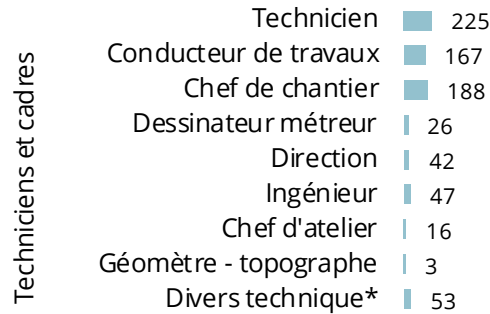 Techniciens et cadres
Technicien 225
Conducteur de travaux 167
Chef de chantier 188
Dessinateur métreur 26
Direction 42
Ingénieur 47
Chef d'atelier 16
Géomètre - topographe 3
Divers technique* 53